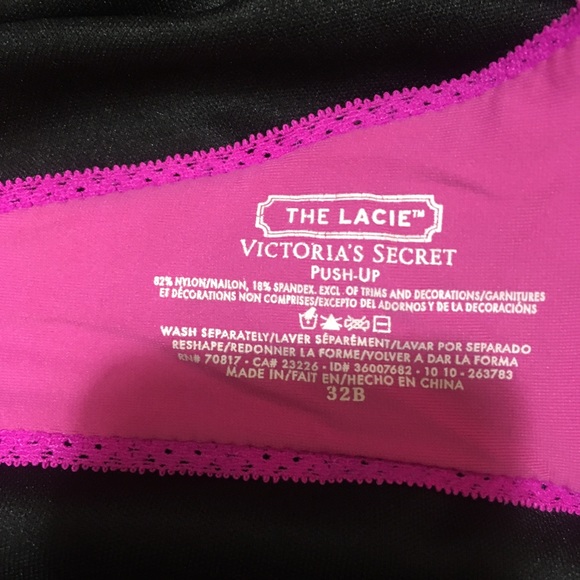 THE LACIE™
VICTORIA'S SECRET
PUSH-UP
82% NYLON/NAILON, 18% SPANDEX. EXCL. OF TRIMS AND DECORATIONS/GARNITURES
ET DÉCORATIONS NON COMPRISES/EXCEPTO DEL ADORNOS Y DE LA DECORACIÓNS
WASH SEPARATELY/LAVER SÉPARÉMENT/LAVAR POR SEPARADO
RESHAPE/REDONNER LA FORME/VOLVER A DAR LA FORMA
RN# 70817 • CA# 23226 • ID# 36007682 • 10 10 • 263783
MADE IN/FAIT EN/HECHO EN CHINA
32B